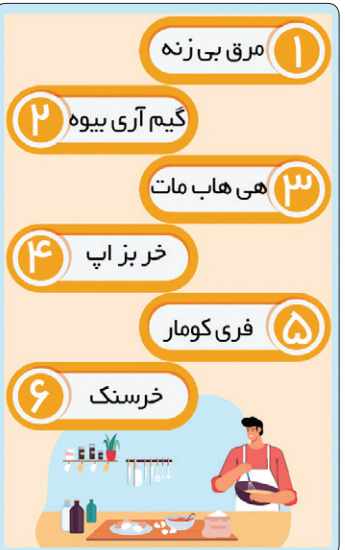 ۱ مرق بی زنه
۲ گیم آری بیوه
۳ هی هاب مات
۴ خر بز اپ
۵ فری کومار
۶ خرسنک